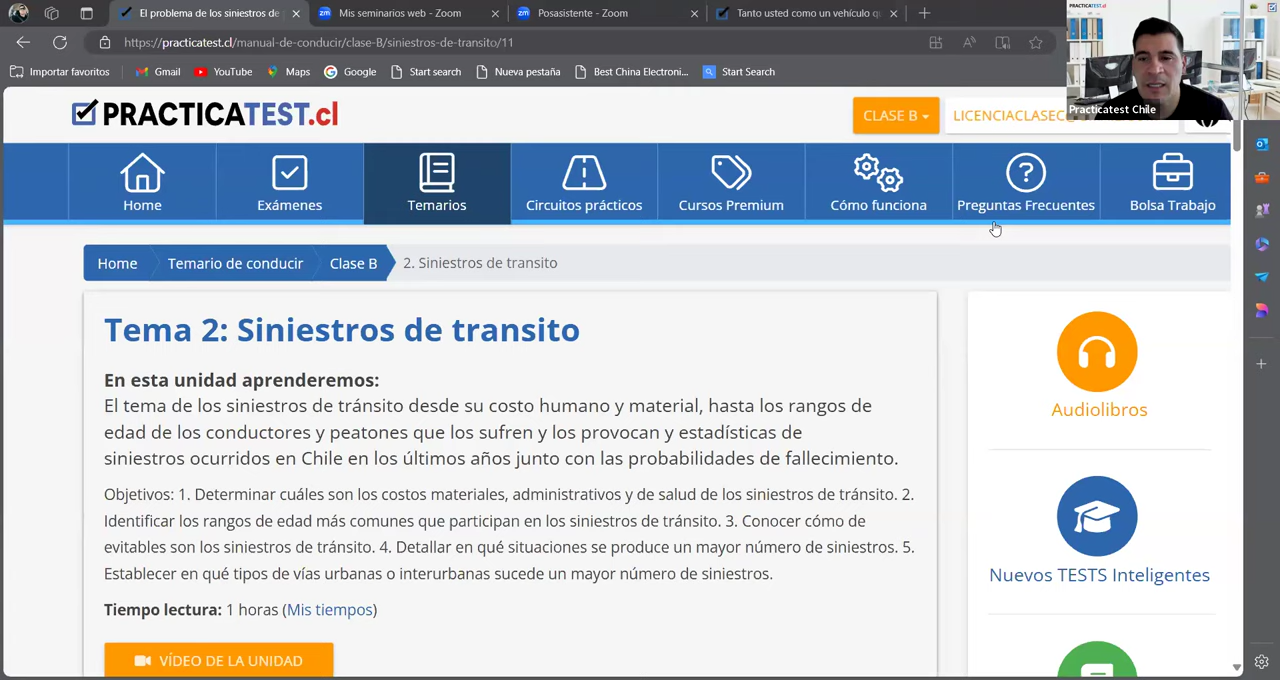 El problema de los siniestros de
Mis seminarios web - Zoom
Posasistente - Zoom
Tanto usted como un vehículo q
https://practicatest.cl/manual-de-conducir/clase-B/siniestros-de-transito/11
Importar favoritos
Gmail
YouTube
Maps
Google
Start search
Nueva pestaña
Best China Electroni...
Start Search
PRACTICATEST.cl
Practicatest Chile
PRACTICATEST.cl
CLASE B
LICENCIACLASEC
Home
Exámenes
Temarios
Circuitos prácticos
Cursos Premium
Cómo funciona
Preguntas Frecuentes
Bolsa Trabajo
Home
Temario de conducir
Clase B
2. Siniestros de transito
Tema 2: Siniestros de transito
En esta unidad aprenderemos:
El tema de los siniestros de tránsito desde su costo humano y material, hasta los rangos de
edad de los conductores y peatones que los sufren y los provocan y estadísticas de
siniestros ocurridos en Chile en los últimos años junto con las probabilidades de fallecimiento.
Objetivos: 1. Determinar cuáles son los costos materiales, administrativos y de salud de los siniestros de tránsito. 2.
Identificar los rangos de edad más comunes que participan en los siniestros de tránsito. 3. Conocer cómo de
evitables son los siniestros de tránsito. 4. Detallar en qué situaciones se produce un mayor número de siniestros. 5.
Establecer en qué tipos de vías urbanas o interurbanas sucede un mayor número de siniestros.
Tiempo lectura: 1 horas (Mis tiempos)
VÍDEO DE LA UNIDAD
Audiolibros
Nuevos TESTS Inteligentes